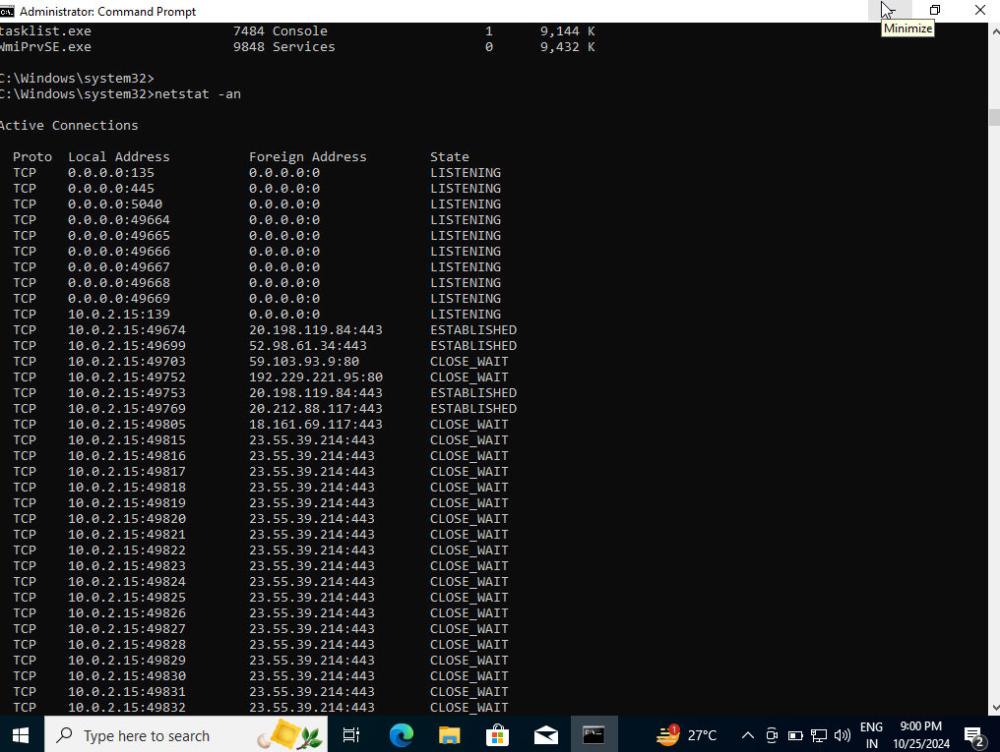 Administrator: Command Prompt
Minimize
tasklist.exe 7484 Console 1 9,144 K
WmiPrvSE.exe 9848 Services 0 9,432 K
C:\Windows\system32>
C:\Windows\system32>netstat -an
Active Connections
Proto Local Address Foreign Address State
TCP 0.0.0.0:135 0.0.0.0:0 LISTENING
TCP 0.0.0.0:445 0.0.0.0:0 LISTENING
TCP 0.0.0.0:5040 0.0.0.0:0 LISTENING
TCP 0.0.0.0:49664 0.0.0.0:0 LISTENING
TCP 0.0.0.0:49665 0.0.0.0:0 LISTENING
TCP 0.0.0.0:49666 0.0.0.0:0 LISTENING
TCP 0.0.0.0:49667 0.0.0.0:0 LISTENING
TCP 0.0.0.0:49668 0.0.0.0:0 LISTENING
TCP 0.0.0.0:49669 0.0.0.0:0 LISTENING
TCP 10.0.2.15:139 0.0.0.0:0 LISTENING
TCP 10.0.2.15:49674 20.198.119.84:443 ESTABLISHED
TCP 10.0.2.15:49699 52.98.61.34:443 ESTABLISHED
TCP 10.0.2.15:49703 59.103.93.9:80 CLOSE_WAIT
TCP 10.0.2.15:49752 192.229.221.95:80 CLOSE_WAIT
TCP 10.0.2.15:49753 20.198.119.84:443 ESTABLISHED
TCP 10.0.2.15:49769 20.212.88.117:443 ESTABLISHED
TCP 10.0.2.15:49805 18.161.69.117:443 CLOSE_WAIT
TCP 10.0.2.15:49815 23.55.39.214:443 CLOSE_WAIT
TCP 10.0.2.15:49816 23.55.39.214:443 CLOSE_WAIT
TCP 10.0.2.15:49817 23.55.39.214:443 CLOSE_WAIT
TCP 10.0.2.15:49818 23.55.39.214:443 CLOSE_WAIT
TCP 10.0.2.15:49819 23.55.39.214:443 CLOSE_WAIT
TCP 10.0.2.15:49820 23.55.39.214:443 CLOSE_WAIT
TCP 10.0.2.15:49821 23.55.39.214:443 CLOSE_WAIT
TCP 10.0.2.15:49822 23.55.39.214:443 CLOSE_WAIT
TCP 10.0.2.15:49823 23.55.39.214:443 CLOSE_WAIT
TCP 10.0.2.15:49824 23.55.39.214:443 CLOSE_WAIT
TCP 10.0.2.15:49825 23.55.39.214:443 CLOSE_WAIT
TCP 10.0.2.15:49826 23.55.39.214:443 CLOSE_WAIT
TCP 10.0.2.15:49827 23.55.39.214:443 CLOSE_WAIT
TCP 10.0.2.15:49828 23.55.39.214:443 CLOSE_WAIT
TCP 10.0.2.15:49829 23.55.39.214:443 CLOSE_WAIT
TCP 10.0.2.15:49830 23.55.39.214:443 CLOSE_WAIT
TCP 10.0.2.15:49831 23.55.39.214:443 CLOSE_WAIT
TCP 10.0.2.15:49832 23.55.39.214:443 CLOSE_WAIT
Type here to search
1
27°C
ENG
IN
9:00 PM
10/25/2024
2